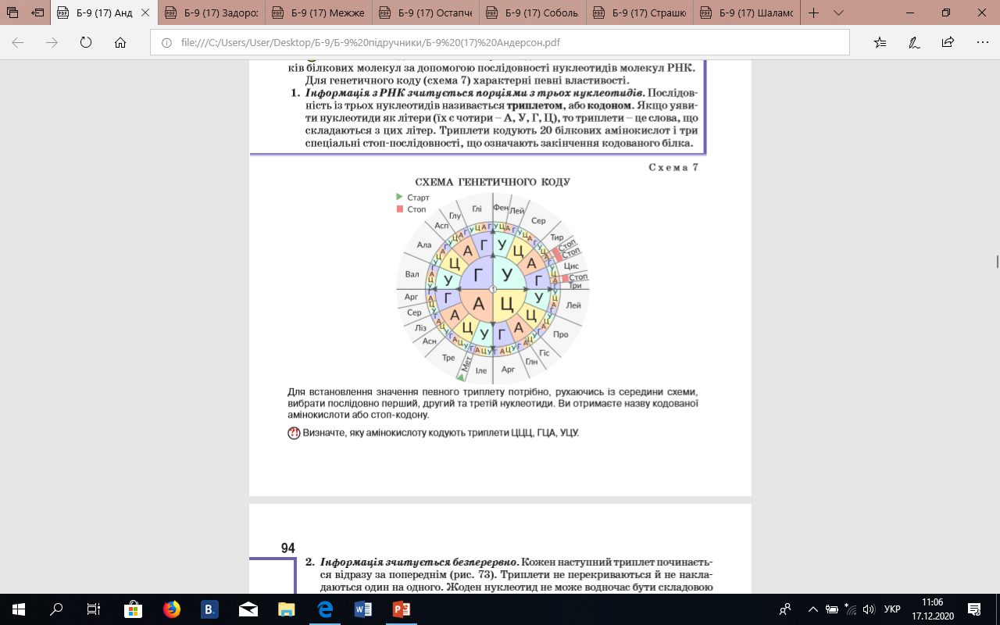 Б-9 (17) Анд
Б-9 (17) Задорож
Б-9 (17) Межже
Б-9 (17) Остапче
Б-9 (17) Соболь
Б-9 (17) Страшк
Б-9 (17) Шаламо
file:///C:/Users/User/Desktop/Б-9/Б-9%20підручники/Б-9%20(17)%20Андерсон.pdf
ків білкових молекул за допомогою послідовності нуклеотидів молекул РНК.
Для генетичного коду (схема 7) характерні певні властивості.
1. Інформація з РНК зчитується порціями з трьох нуклеотидів. Послідов-
ність із трьох нуклеотидів називається триплетом, або кодоном. Якщо уяви-
ти нуклеотиди як літери (їх є чотири – А, У, Г, Ц), то триплети – це слова, що
складаються з цих літер. Триплети кодують 20 білкових амінокислот і три
спеціальні стоп-послідовності, що означають закінчення кодованого білка.
Схема 7
СХЕМА ГЕНЕТИЧНОГО КОДУ
Старт
Стоп
Фен
Лей
Сер
Тир
Стоп
Стоп
Цис
Стоп
Три
Лей
Про
Гіс
Глн
Арг
Іле
Мет
Тре
Асн
Ліз
Сер
Арг
Вал
Ала
Асп
Глу
Глі
У Ц А Г
У Ц А Г
Г А Ц У
У Ц А Г
Г У
А Ц
1
Для встановлення значення певного триплету потрібно, рухаючись із середини схеми,
вибрати послідовно перший, другий та третій нуклеотиди. Ви отримаєте назву кодованої
амінокислоти або стоп-кодону.
?! Визначте, яку амінокислоту кодують триплети ЦЦЦ, ГЦА, УЦУ.
94
2. Інформація зчитується безперервно. Кожен наступний триплет починаєть-
ся відразу за попереднім (рис. 73). Триплети не перекриваються й не накла-
даються один на одного. Жоден нуклеотид не може водночас бути складовою
B.
УКР
11:06
17.12.2020